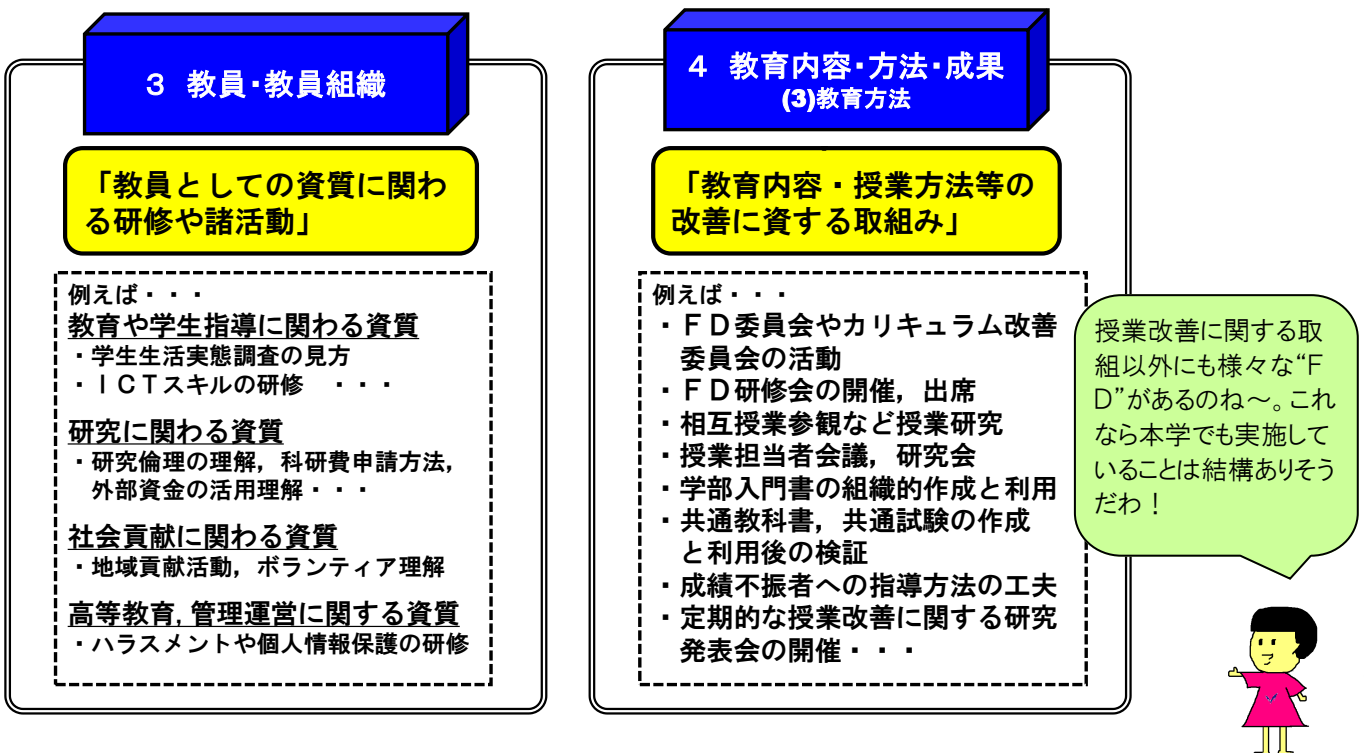 ３ 教員・教員組織
「教員としての資質に関わ
る研修や諸活動」
例えば・・・
教育や学生指導に関わる資質
・学生生活実態調査の見方
・ＩＣＴスキルの研修　・・・
研究に関わる資質
・研究倫理の理解，科研費申請方法，
外部資金の活用理解・・・
社会貢献に関わる資質
・地域貢献活動，ボランティア理解
高等教育，管理運営に関する資質
・ハラスメントや個人情報保護の研修
４ 教育内容・方法・成果
(3)教育方法
「教育内容・授業方法等の
改善に資する取組み」
例えば・・・
・ＦＤ委員会やカリキュラム改善
委員会の活動
・ＦＤ研修会の開催，出席
・相互授業参観など授業研究
・授業担当者会議，研究会
・学部入門書の組織的作成と利用
・共通教科書，共通試験の作成
と利用後の検証
・成績不振者への指導方法の工夫
・定期的な授業改善に関する研究
発表会の開催・・・
授業改善に関する取
組以外にも様々な“Ｆ
Ｄ”があるのね～。これ
なら本学でも実施して
いることは結構ありそう
だわ！